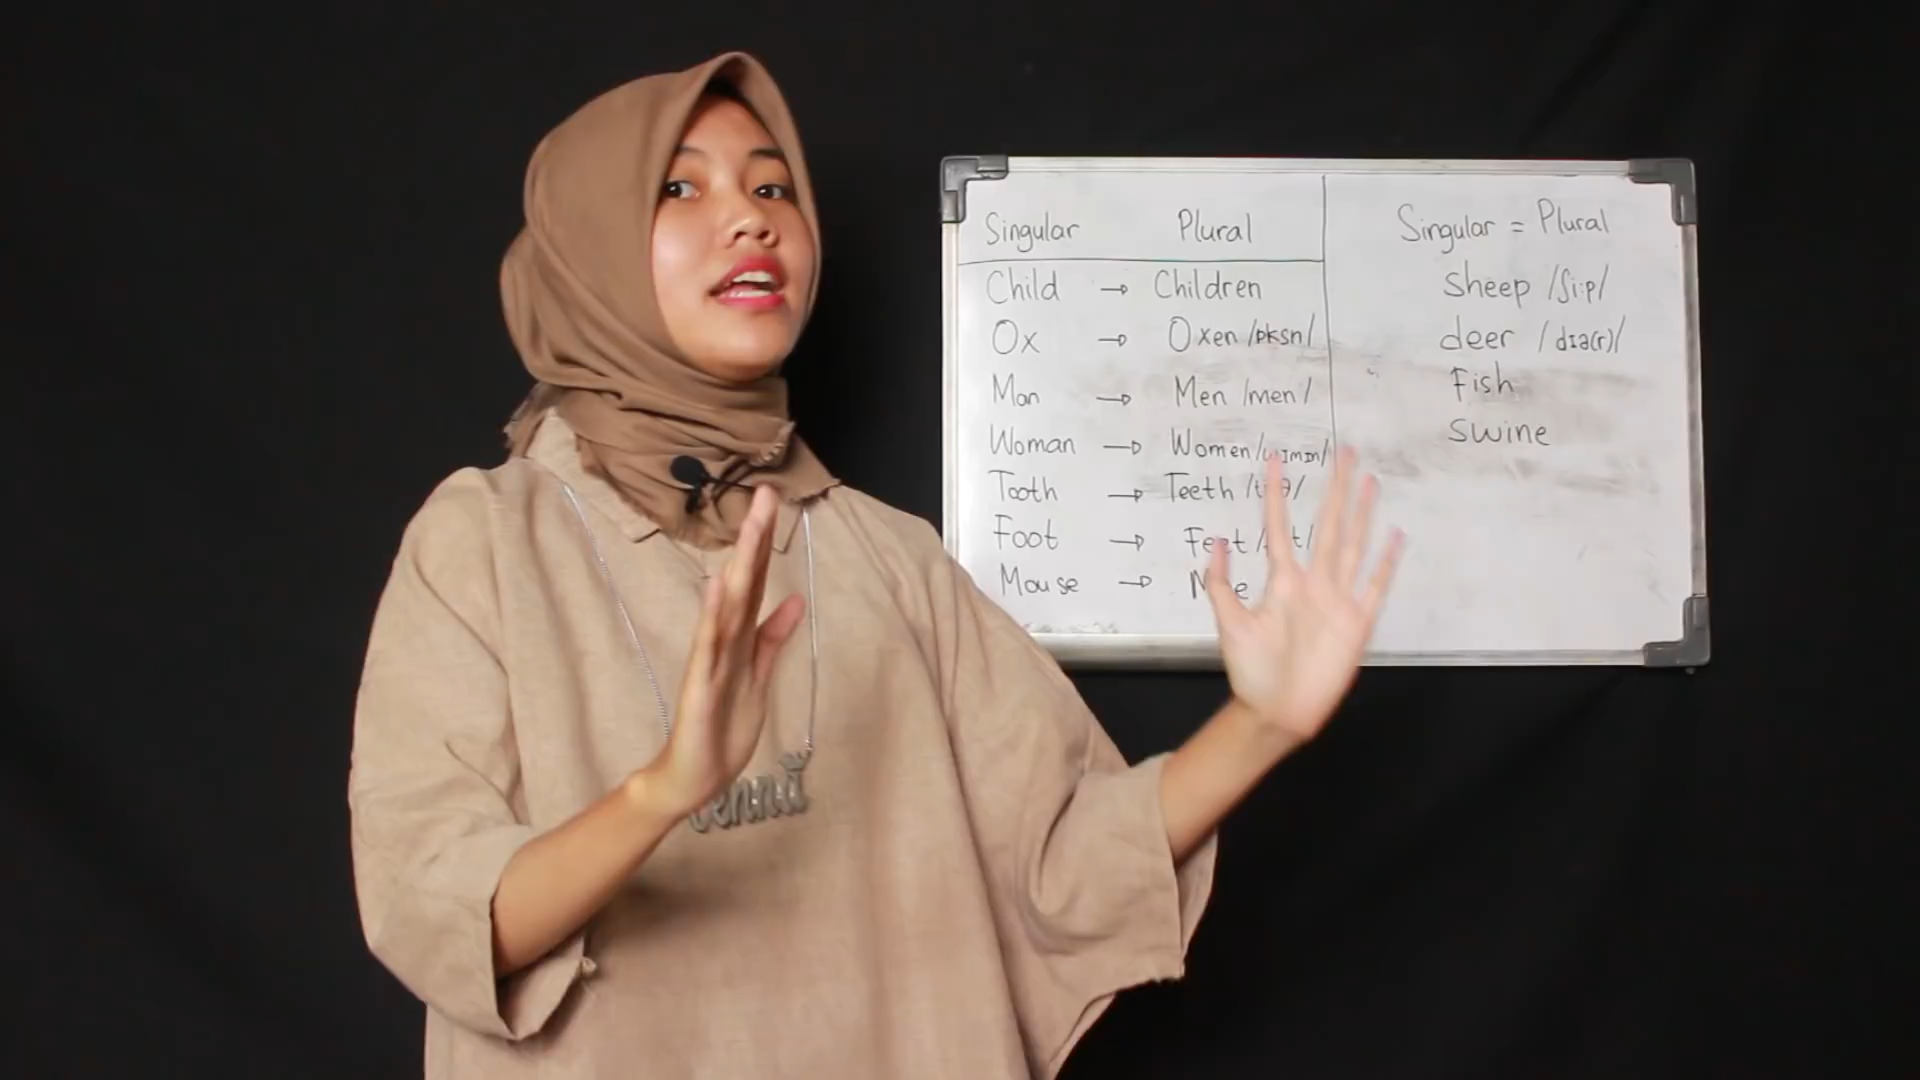 Singular Plural
Child → Children
Ox → Oxen /ɒksn/
Man → Men /men/
Woman → Women /wɪmɪn/
Tooth → Teeth
Foot → Feet
Mouse →
Singular = Plural
sheep /ʃi:p/
deer /dɪə(r)/
Fish
swine